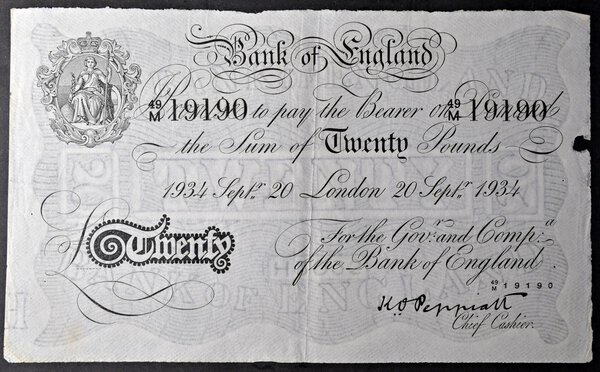 Bank of England
49/M 19190 to pay the Bearer on 49/M 19190
the Sum of Twenty Pounds
1934 Septr. 20 London 20 Septr. 1934
£Twenty
For the Govr. and Compa.
of the Bank of England.
49/M 19190
K O Peppiatt
Chief Cashier.